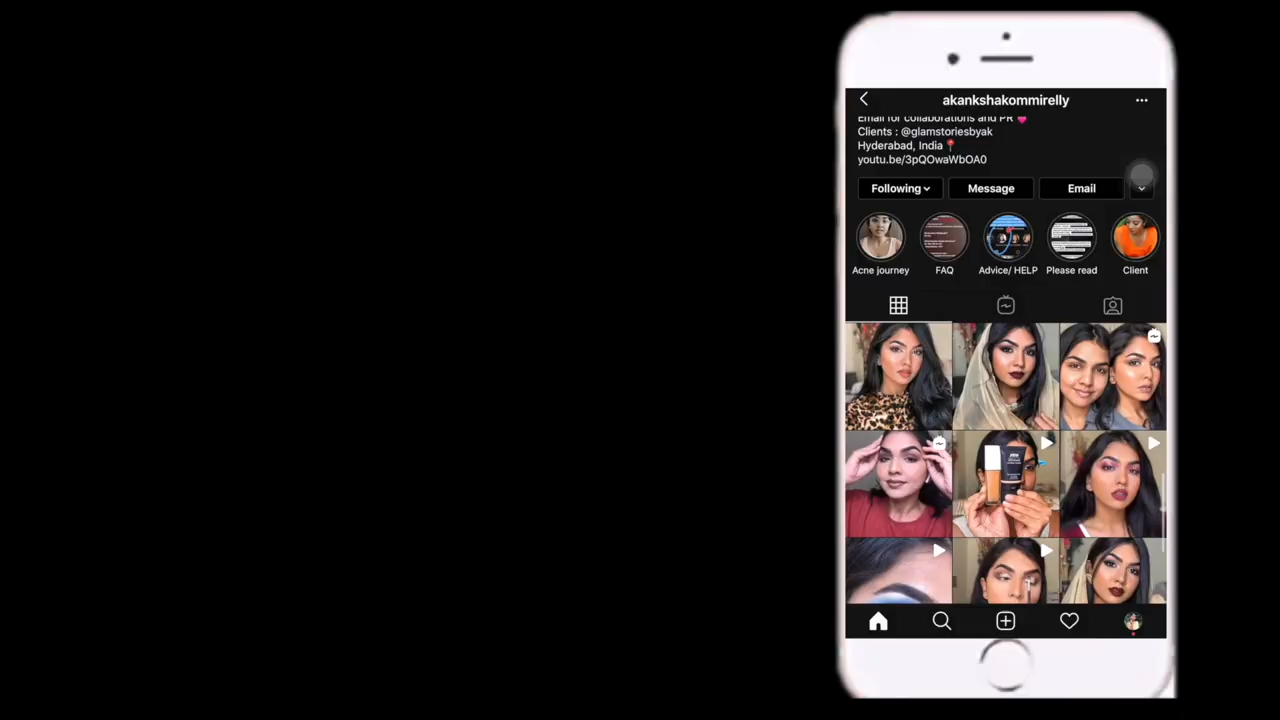 akankshakommirelly
Email for collaborations and PR
Clients : @glamstoriesbyak
Hyderabad, India
youtu.be/3pQOwaWbOA0
Following Message Email
Acne journey FAQ Advice/ HELP Please read Client